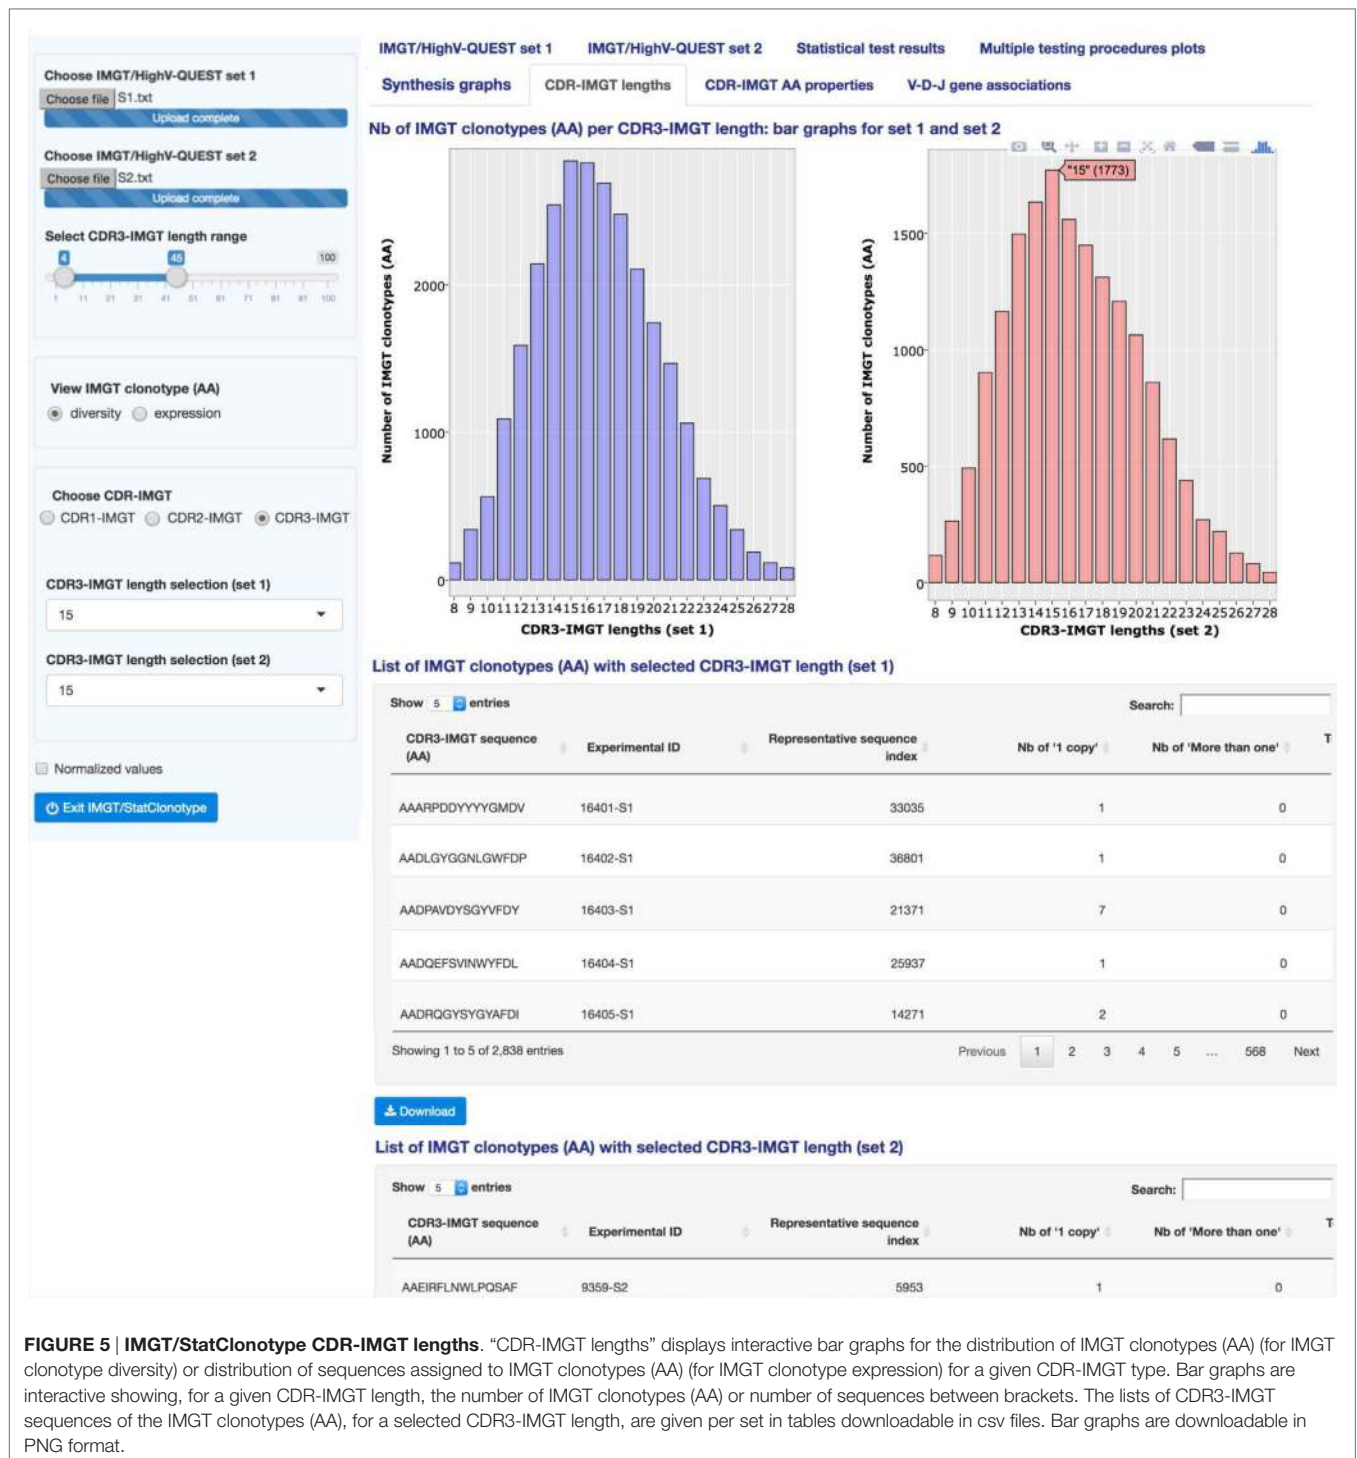 IMGT/HighV-QUEST set 1 IMGT/HighV-QUEST set 2 Statistical test results Multiple testing procedures plots
Synthesis graphs CDR-IMGT lengths CDR-IMGT AA properties V-D-J gene associations
Choose IMGT/HighV-QUEST set 1
Choose file S1.txt
Upload complete
Choose IMGT/HighV-QUEST set 2
Choose file S2.txt
Upload complete
Select CDR3-IMGT length range
4 45 100
1 11 21 31 41 51 61 71 81 91 100
View IMGT clonotype (AA)
diversity expression
Choose CDR-IMGT
CDR1-IMGT CDR2-IMGT CDR3-IMGT
CDR3-IMGT length selection (set 1)
15
CDR3-IMGT length selection (set 2)
15
Normalized values
Exit IMGT/StatClonotype
Nb of IMGT clonotypes (AA) per CDR3-IMGT length: bar graphs for set 1 and set 2
Number of IMGT clonotypes (AA)
2000
1000
0
8 9 10 11 12 13 14 15 16 17 18 19 20 21 22 23 24 25 26 27 28
CDR3-IMGT lengths (set 1)
"15" (1773)
Number of IMGT clonotypes (AA)
1500
1000
500
0
8 9 10 11 12 13 14 15 16 17 18 19 20 21 22 23 24 25 26 27 28
CDR3-IMGT lengths (set 2)
List of IMGT clonotypes (AA) with selected CDR3-IMGT length (set 1)
Show 5 entries Search:
CDR3-IMGT sequence (AA) Experimental ID Representative sequence index Nb of '1 copy' Nb of 'More than one' T
AAARPDDYYYYGMDV 16401-S1 33035 1 0
AADLGYGGNLGWFDP 16402-S1 36801 1 0
AADPAVDYSGYVFDY 16403-S1 21371 7 0
AADQEFSVINWYFDL 16404-S1 25937 1 0
AADRQGYSYGYAFDI 16405-S1 14271 2 0
Showing 1 to 5 of 2,838 entries Previous 1 2 3 4 5 ... 568 Next
Download
List of IMGT clonotypes (AA) with selected CDR3-IMGT length (set 2)
Show 5 entries Search:
CDR3-IMGT sequence (AA) Experimental ID Representative sequence index Nb of '1 copy' Nb of 'More than one' T
AAEIRFLNWLPQSAF 9359-S2 5953 1 0
FIGURE 5 | IMGT/StatClonotype CDR-IMGT lengths. “CDR-IMGT lengths” displays interactive bar graphs for the distribution of IMGT clonotypes (AA) (for IMGT
clonotype diversity) or distribution of sequences assigned to IMGT clonotypes (AA) (for IMGT clonotype expression) for a given CDR-IMGT type. Bar graphs are
interactive showing, for a given CDR-IMGT length, the number of IMGT clonotypes (AA) or number of sequences between brackets. The lists of CDR3-IMGT
sequences of the IMGT clonotypes (AA), for a selected CDR3-IMGT length, are given per set in tables downloadable in csv files. Bar graphs are downloadable in
PNG format.